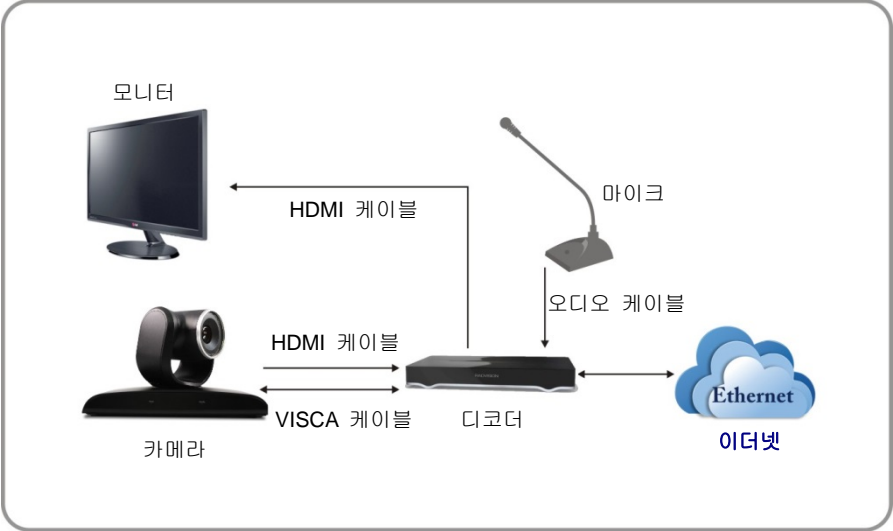 모니터
마이크
HDMI 케이블
오디오 케이블
HDMI 케이블
Ethernet
VISCA 케이블
디코더
이더넷
카메라